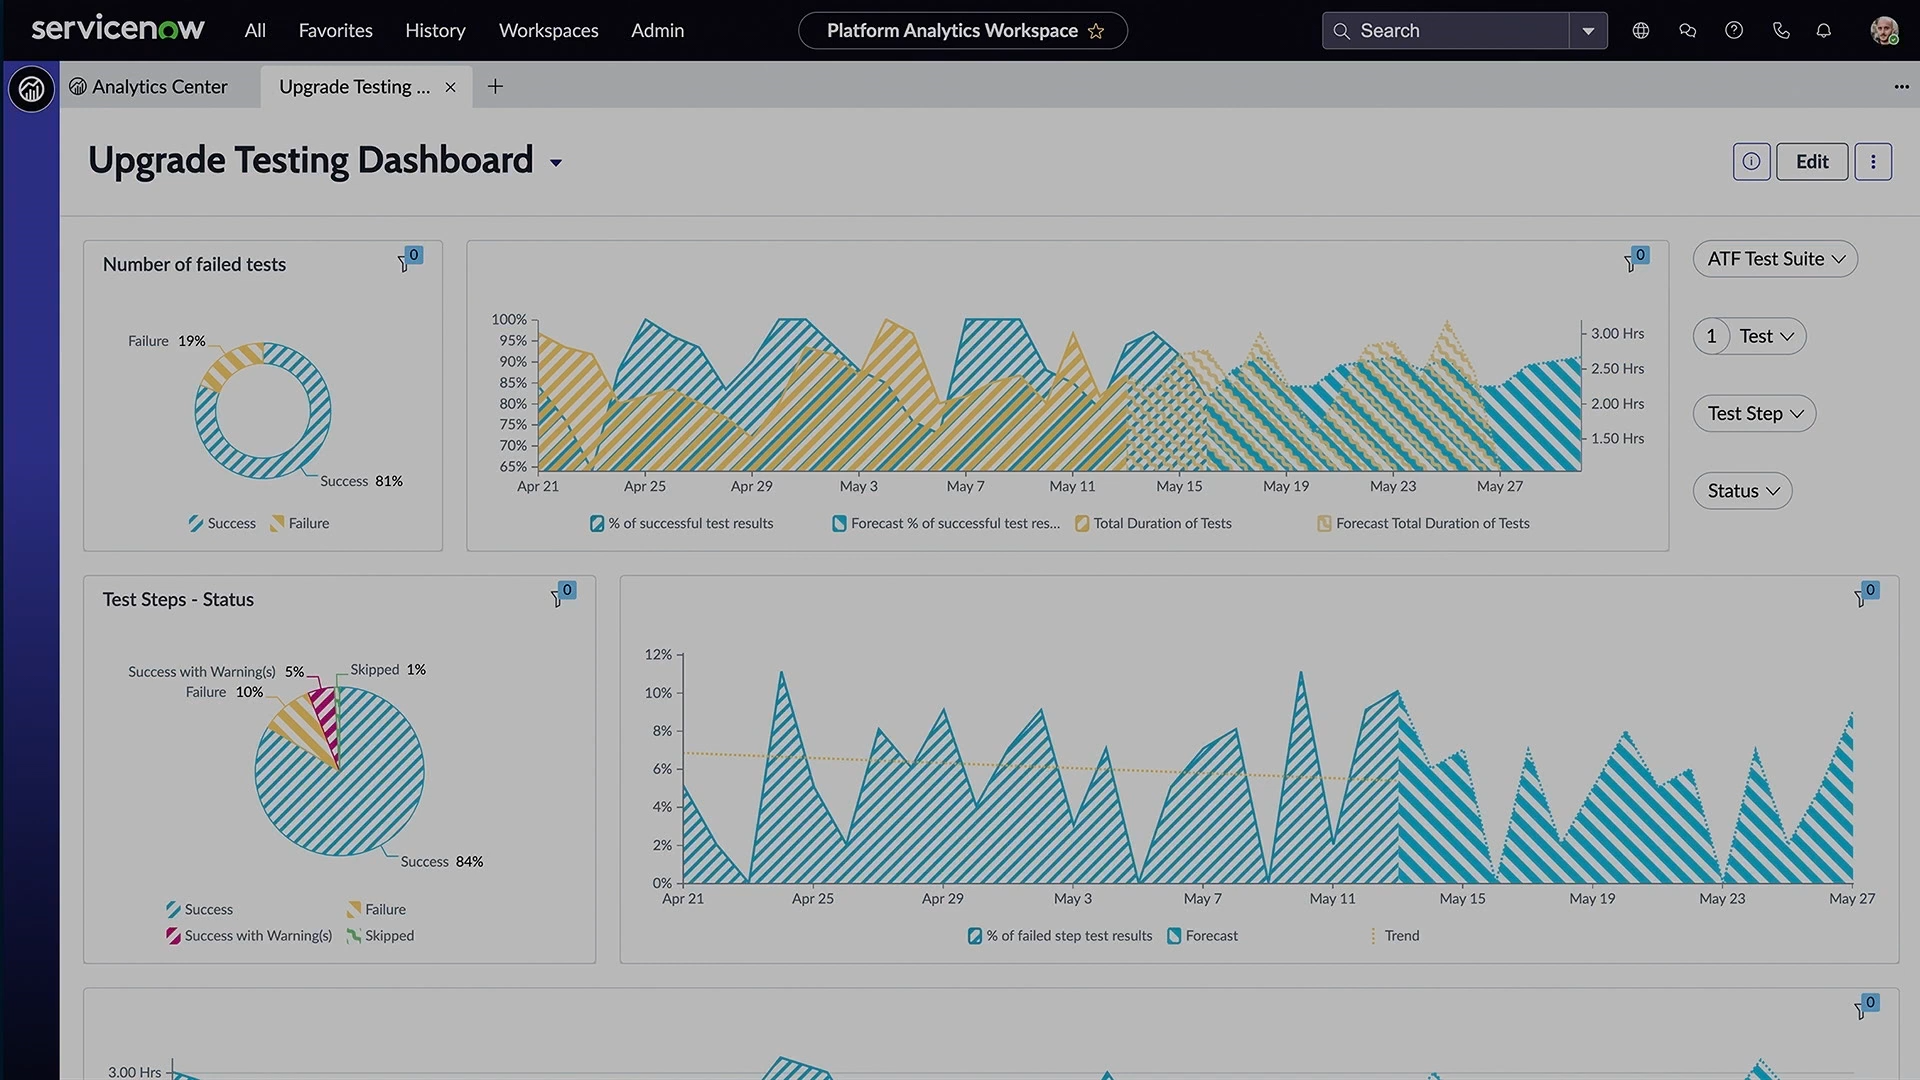 servicenow All Favorites History Workspaces Admin Platform Analytics Workspace Search
Analytics Center Upgrade Testing ...
Upgrade Testing Dashboard Edit
Number of failed tests 0
Failure 19%
Success 81%
Success Failure
0
100%
95%
90%
85%
80%
75%
70%
65%
3.00 Hrs
2.50 Hrs
2.00 Hrs
1.50 Hrs
Apr 21 Apr 25 Apr 29 May 3 May 7 May 11 May 15 May 19 May 23 May 27
% of successful test results Forecast % of successful test res... Total Duration of Tests Forecast Total Duration of Tests
ATF Test Suite
1 Test
Test Step
Status
Test Steps - Status 0
Success with Warning(s) 5% Skipped 1%
Failure 10%
Success 84%
Success Failure
Success with Warning(s) Skipped
0
12%
10%
8%
6%
4%
2%
0%
Apr 21 Apr 25 Apr 29 May 3 May 7 May 11 May 15 May 19 May 23 May 27
% of failed step test results Forecast Trend
0
3.00 Hrs